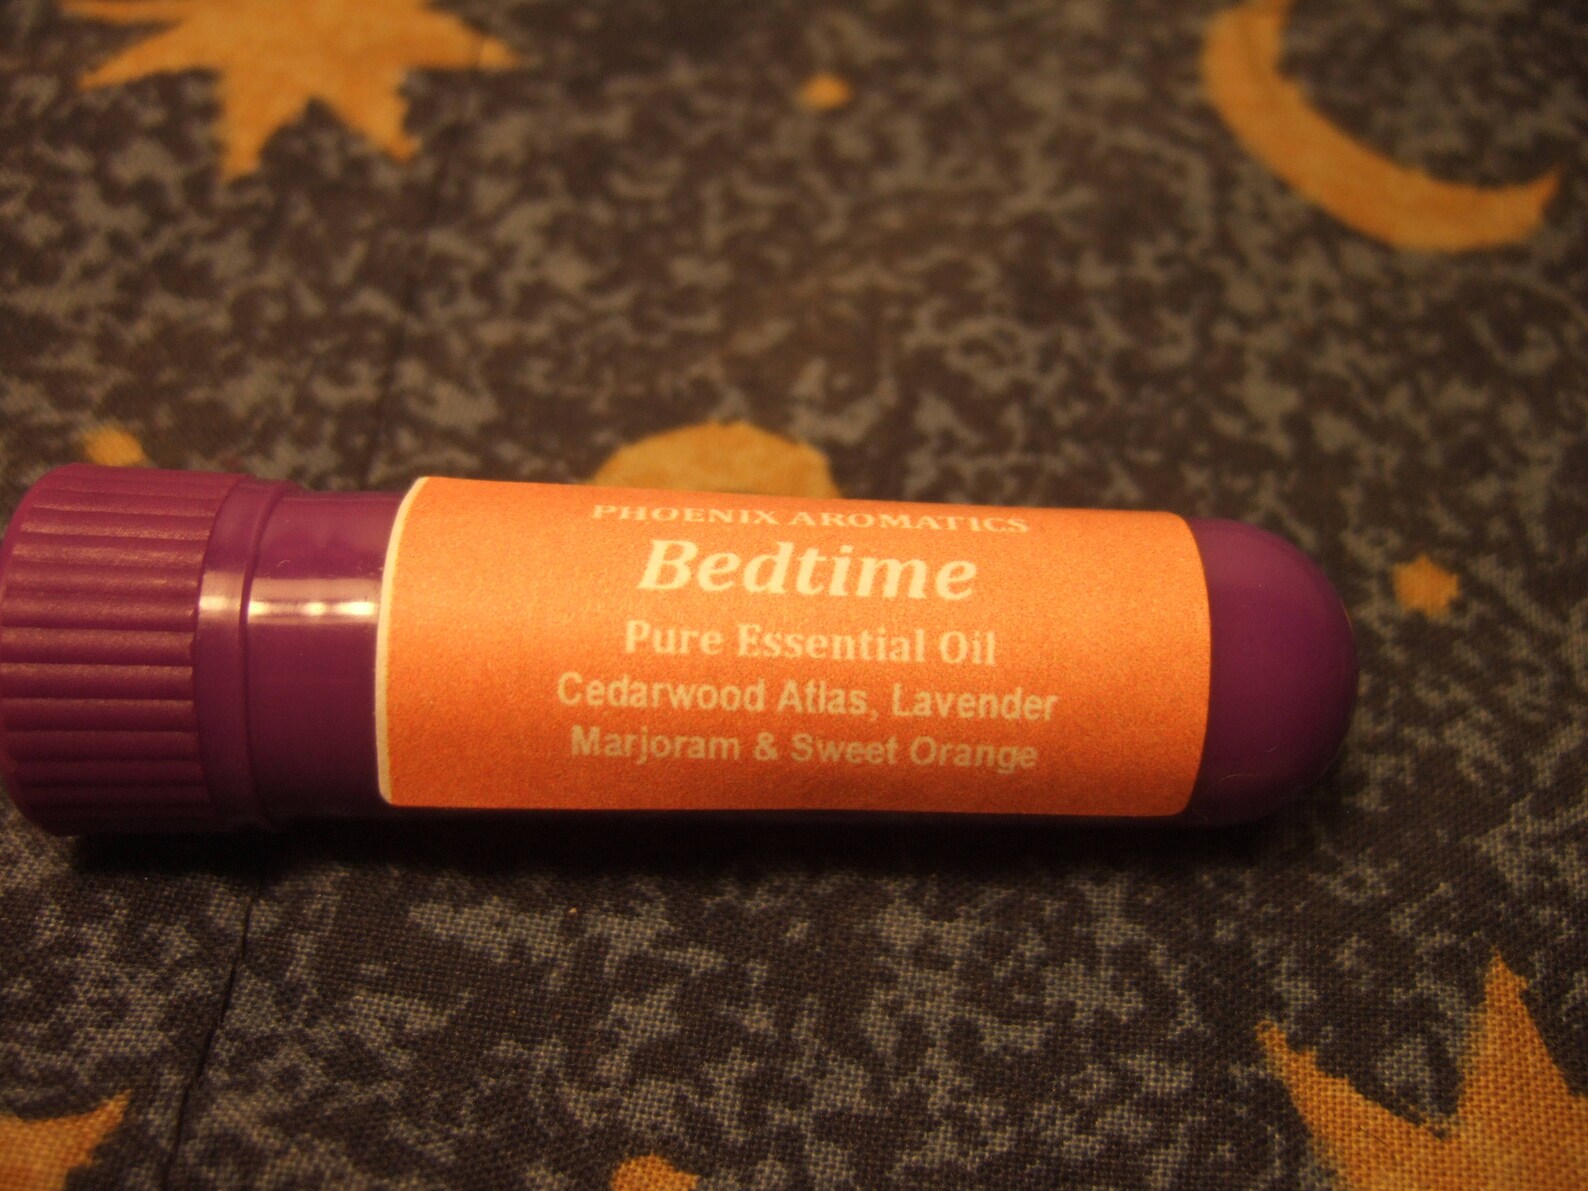 PHOENIX AROMATICS
Bedtime
Pure Essential Oil
Cedarwood Atlas, Lavender
Marjoram & Sweet Orange